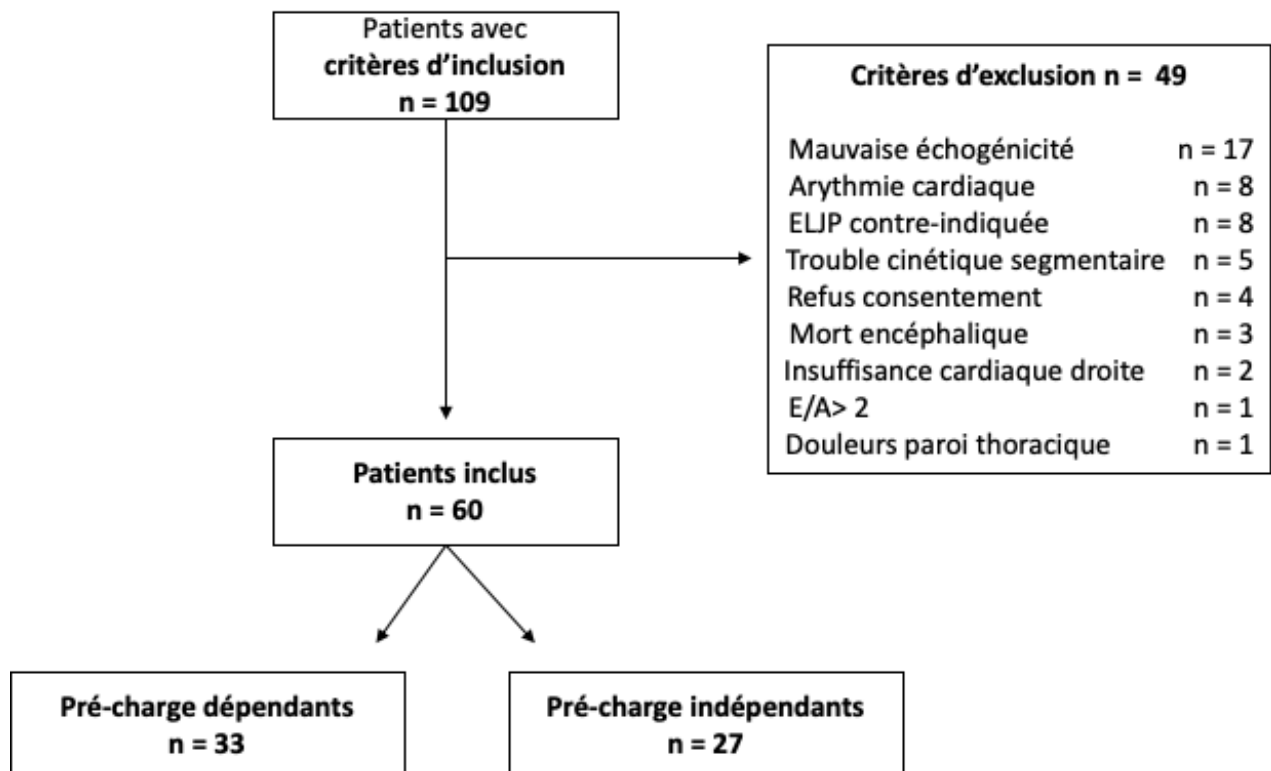 Patients avec
critères d'inclusion
n = 109
Critères d'exclusion n = 49
Mauvaise échogénicité n = 17
Arythmie cardiaque n = 8
ELJP contre-indiquée n = 8
Trouble cinétique segmentaire n = 5
Refus consentement n = 4
Mort encéphalique n = 3
Insuffisance cardiaque droite n = 2
E/A> 2 n = 1
Douleurs paroi thoracique n = 1
Patients inclus
n = 60
Pré-charge dépendants
n = 33
Pré-charge indépendants
n = 27